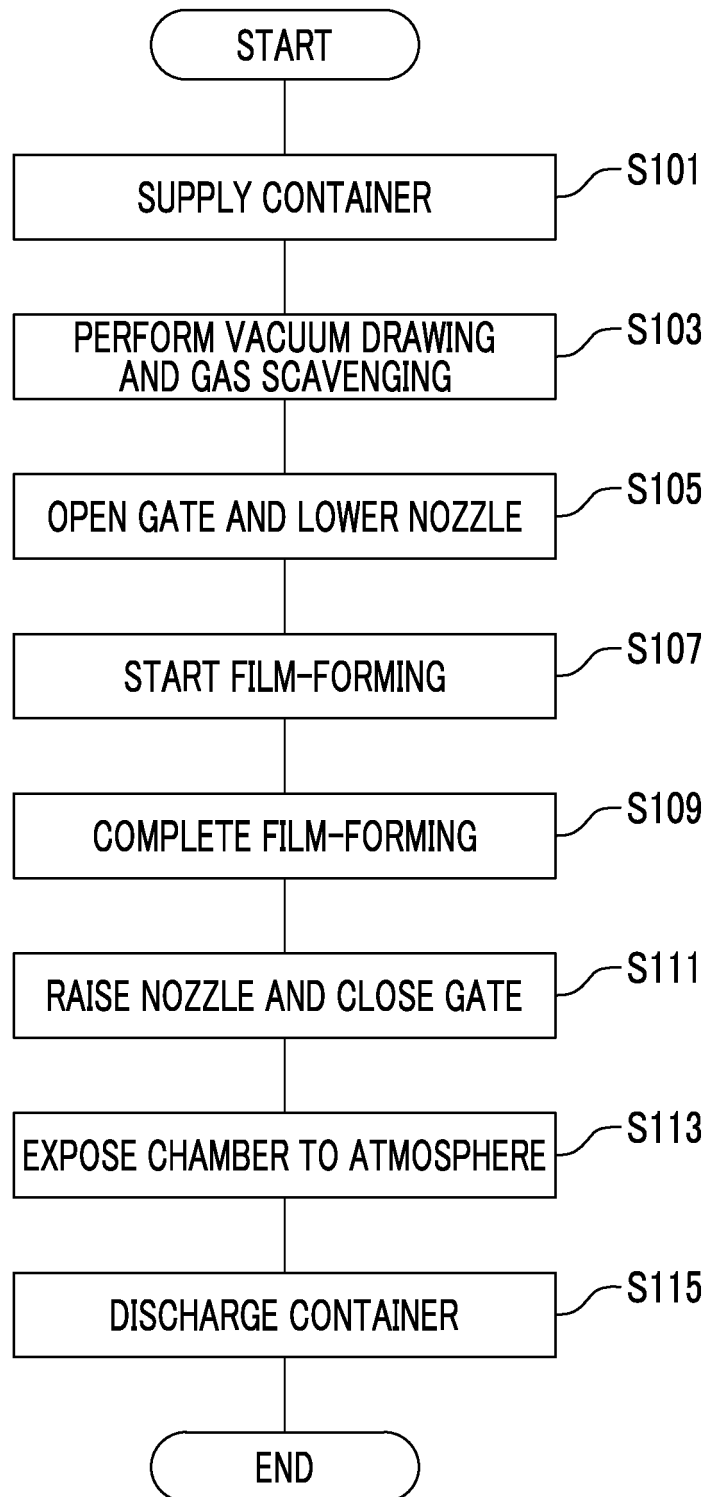 START
SUPPLY CONTAINER
S101
PERFORM VACUUM DRAWING
AND GAS SCAVENGING
S103
OPEN GATE AND LOWER NOZZLE
S105
START FILM-FORMING
S107
COMPLETE FILM-FORMING
S109
RAISE NOZZLE AND CLOSE GATE
S111
EXPOSE CHAMBER TO ATMOSPHERE
S113
DISCHARGE CONTAINER
S115
END